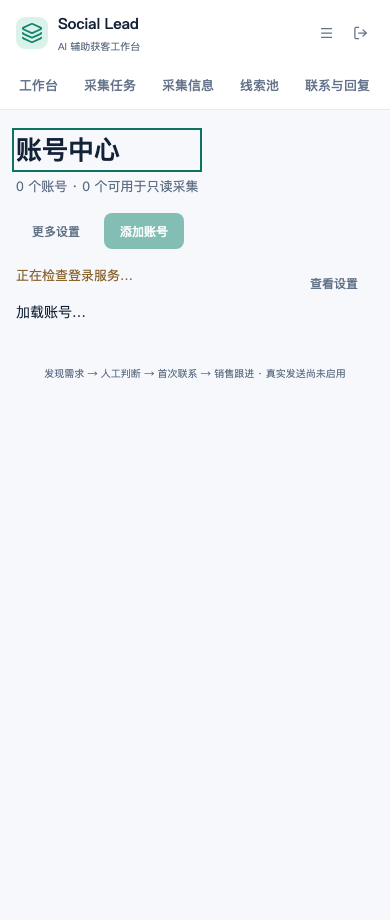 Social Lead
AI 辅助获客工作台
工作台 采集任务 采集信息 线索池 联系与回复
账号中心
0 个账号 · 0 个可用于只读采集
更多设置 添加账号
正在检查登录服务...
查看设置
加载账号...
发现需求 → 人工判断 → 首次联系 → 销售跟进 · 真实发送尚未启用